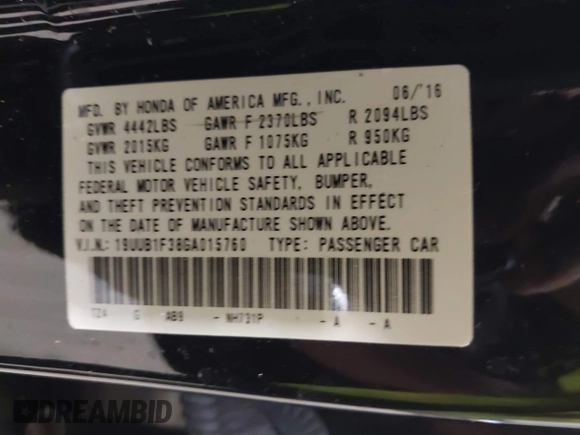 MFD. BY HONDA OF AMERICA MFG., INC. 06/'16
GVWR 4442LBS GAWR F 2370LBS R 2094LBS
GVWR 2015KG GAWR F 1075KG R 950KG
THIS VEHICLE CONFORMS TO ALL APPLICABLE
FEDERAL MOTOR VEHICLE SAFETY, BUMPER,
AND THEFT PREVENTION STANDARDS IN EFFECT
ON THE DATE OF MANUFACTURE SHOWN ABOVE.
V.I.N.: 19UUB1F38GA015760 TYPE: PASSENGER CAR
TZ4 G AB9 - NH731P - A - A
DREAMBID